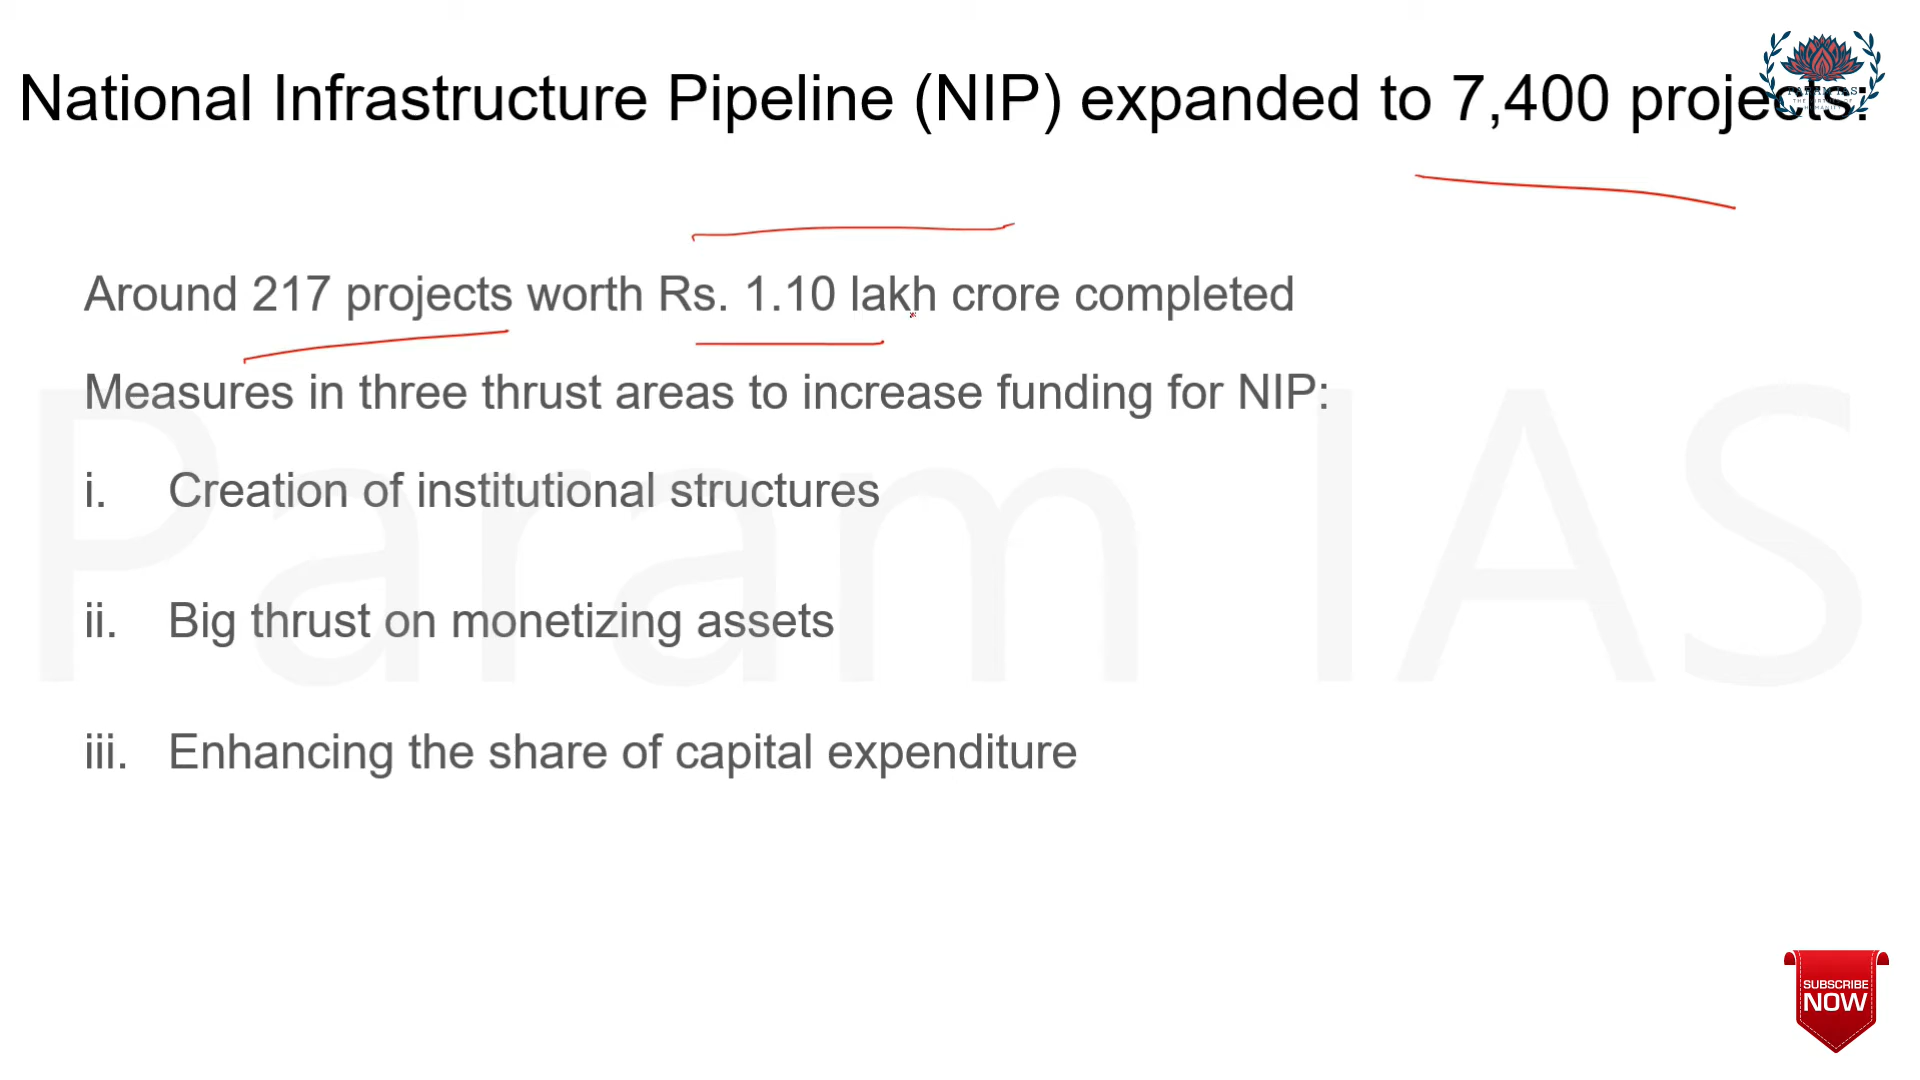 National Infrastructure Pipeline (NIP) expanded to 7,400 projects:
PARAM IAS
Around 217 projects worth Rs. 1.10 lakh crore completed
Measures in three thrust areas to increase funding for NIP:
i. Creation of institutional structures
ii. Big thrust on monetizing assets
iii. Enhancing the share of capital expenditure
Param IAS
SUBSCRIBE
NOW